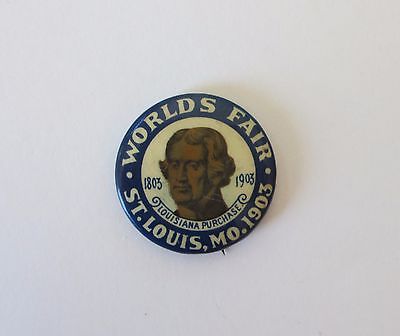 WORLDS FAIR
1803 1903
LOUISIANA PURCHASE
ST. LOUIS, MO. 1903